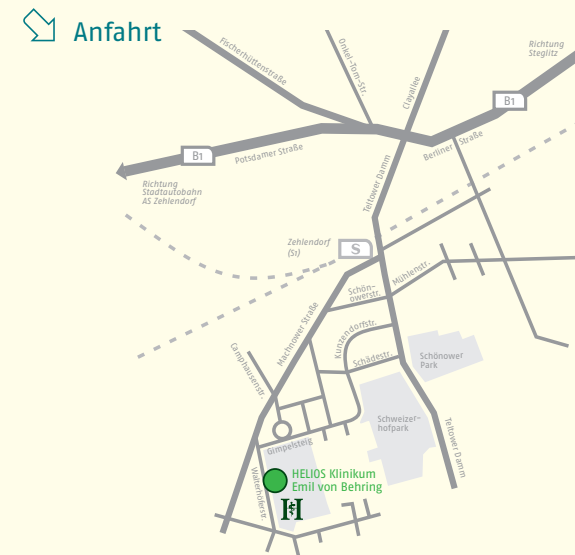 Anfahrt
Fischerhüttenstraße
Onkel-Tom-Str.
Clayallee
Richtung
Steglitz
B1
B1
Potsdamer Straße
Berliner Straße
Richtung
Stadtautobahn
AS Zehlendorf
Teltower Damm
Zehlendorf
(S1)
S
Mühlenstr.
Schön-
owerstr.
Machnower Straße
Kunzendorfstr.
Schädestr.
Schönower
Park
Camphausenstr.
Schweizer-
hofpark
Teltower Damm
Gimpelsteig
Walterhöferstr.
HELIOS Klinikum
Emil von Behring
H